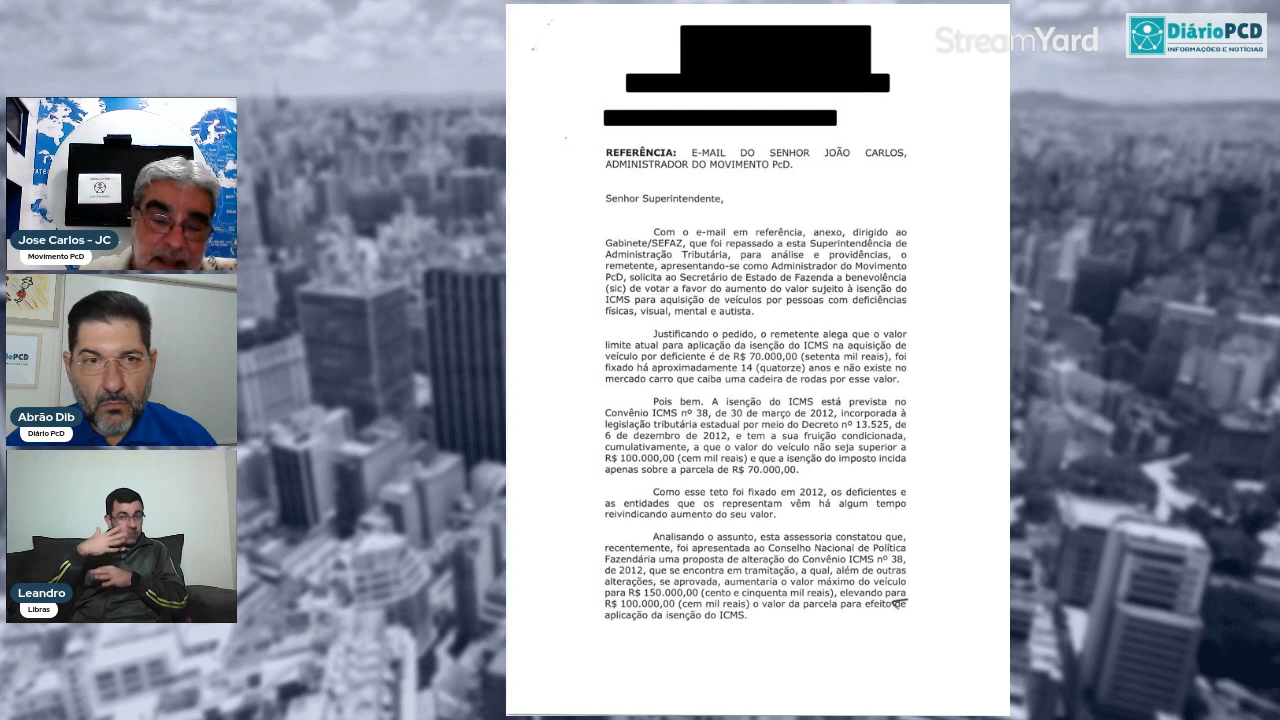 StreamYard
DiárioPCD
INFORMAÇÕES E NOTÍCIAS
Jose Carlos - JC
Movimento PcD
Abrão Dib
Diário PcD
Leandro
Libras
REFERÊNCIA: E-MAIL DO SENHOR JOÃO CARLOS,
ADMINISTRADOR DO MOVIMENTO PcD.
Senhor Superintendente,
Com o e-mail em referência, anexo, dirigido ao
Gabinete/SEFAZ, que foi repassado a esta Superintendência de
Administração Tributária, para análise e providências, o
remetente, apresentando-se como Administrador do Movimento
PcD, solicita ao Secretário de Estado de Fazenda a benevolência
(sic) de votar a favor do aumento do valor sujeito à isenção do
ICMS para aquisição de veículos por pessoas com deficiências
físicas, visual, mental e autista.
Justificando o pedido, o remetente alega que o valor
limite atual para aplicação da isenção do ICMS na aquisição de
veículo por deficiente é de R$ 70.000,00 (setenta mil reais), foi
fixado há aproximadamente 14 (quatorze) anos e não existe no
mercado carro que caiba uma cadeira de rodas por esse valor.
Pois bem. A isenção do ICMS está prevista no
Convênio ICMS nº 38, de 30 de março de 2012, incorporada à
legislação tributária estadual por meio do Decreto nº 13.525, de
6 de dezembro de 2012, e tem a sua fruição condicionada,
cumulativamente, a que o valor do veículo não seja superior a
R$ 100.000,00 (cem mil reais) e que a isenção do imposto incida
apenas sobre a parcela de R$ 70.000,00.
Como esse teto foi fixado em 2012, os deficientes e
as entidades que os representam vêm há algum tempo
reivindicando aumento do seu valor.
Analisando o assunto, esta assessoria constatou que,
recentemente, foi apresentada ao Conselho Nacional de Política
Fazendária uma proposta de alteração do Convênio ICMS nº 38,
de 2012, que se encontra em tramitação, a qual, além de outras
alterações, se aprovada, aumentaria o valor máximo do veículo
para R$ 150.000,00 (cento e cinquenta mil reais), elevando para
R$ 100.000,00 (cem mil reais) o valor da parcela para efeito de
aplicação da isenção do ICMS.